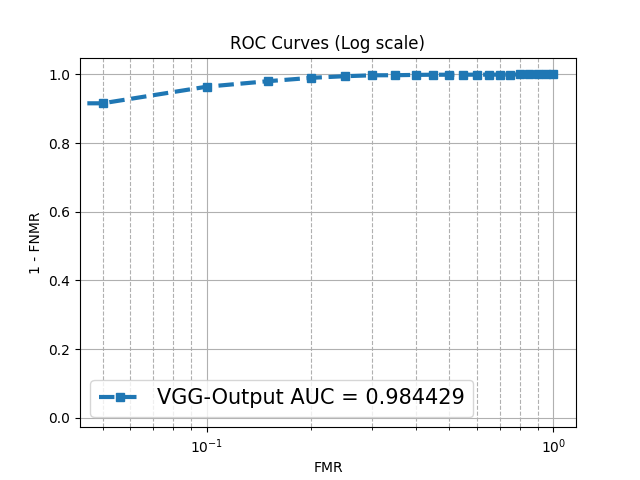 ROC Curves (Log scale)
1.0
0.8
0.6
0.4
0.2
0.0
1 - FNMR
VGG-Output AUC = 0.984429
10⁻¹
10⁰
FMR